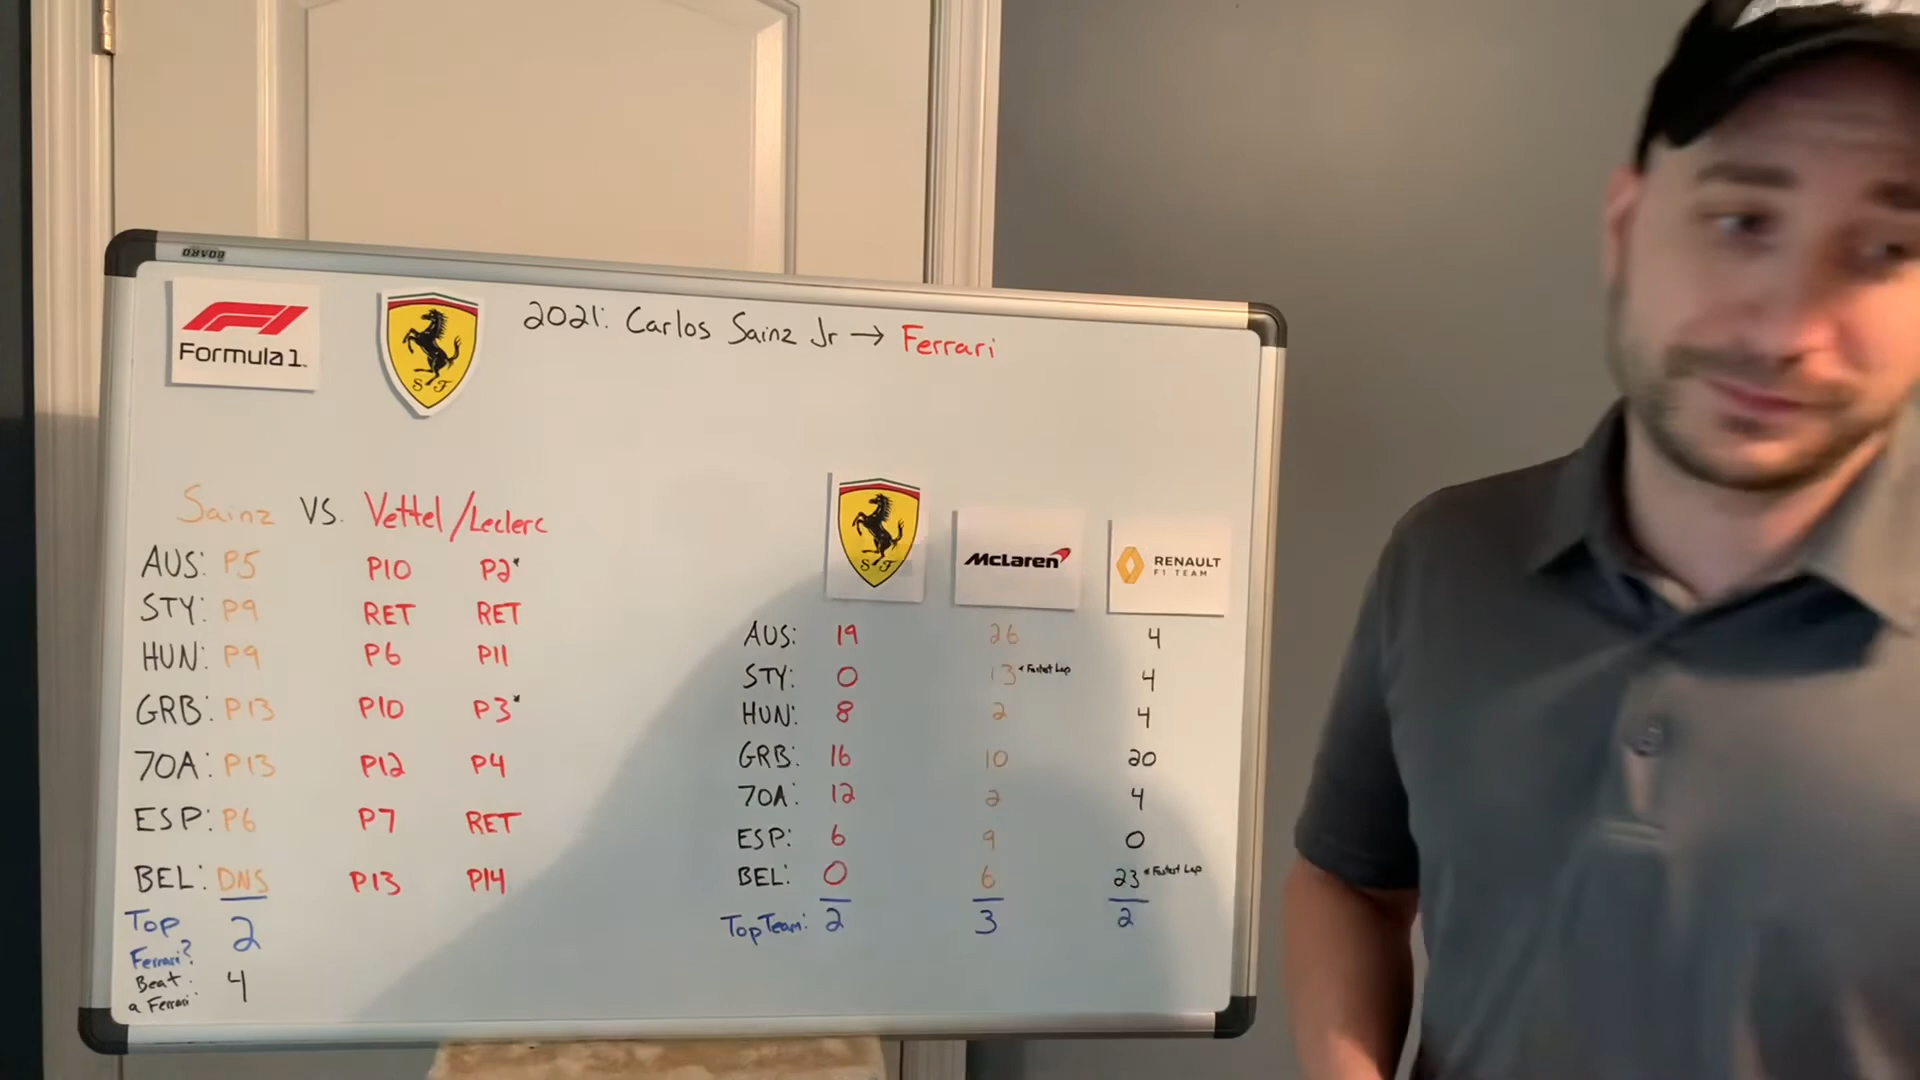 BOARD
Formula 1
S F
2021: Carlos Sainz Jr → Ferrari
Sainz vs. Vettel/Leclerc
AUS: P5 P10 P2*
STY: P9 RET RET
HUN: P9 P6 P11
GRB: P13 P10 P3*
70A: P13 P12 P4
ESP: P6 P7 RET
BEL: DNS P13 P14
Top Ferrari? 2
Beat a Ferrari: 4
S F
McLaren
RENAULT
F1 TEAM
AUS: 19 26 4
STY: 0 13 * Fastest Lap 4
HUN: 8 2 4
GRB: 16 10 20
70A: 12 2 4
ESP: 6 9 0
BEL: 0 6 23 * Fastest Lap
Top Team: 2 3 2